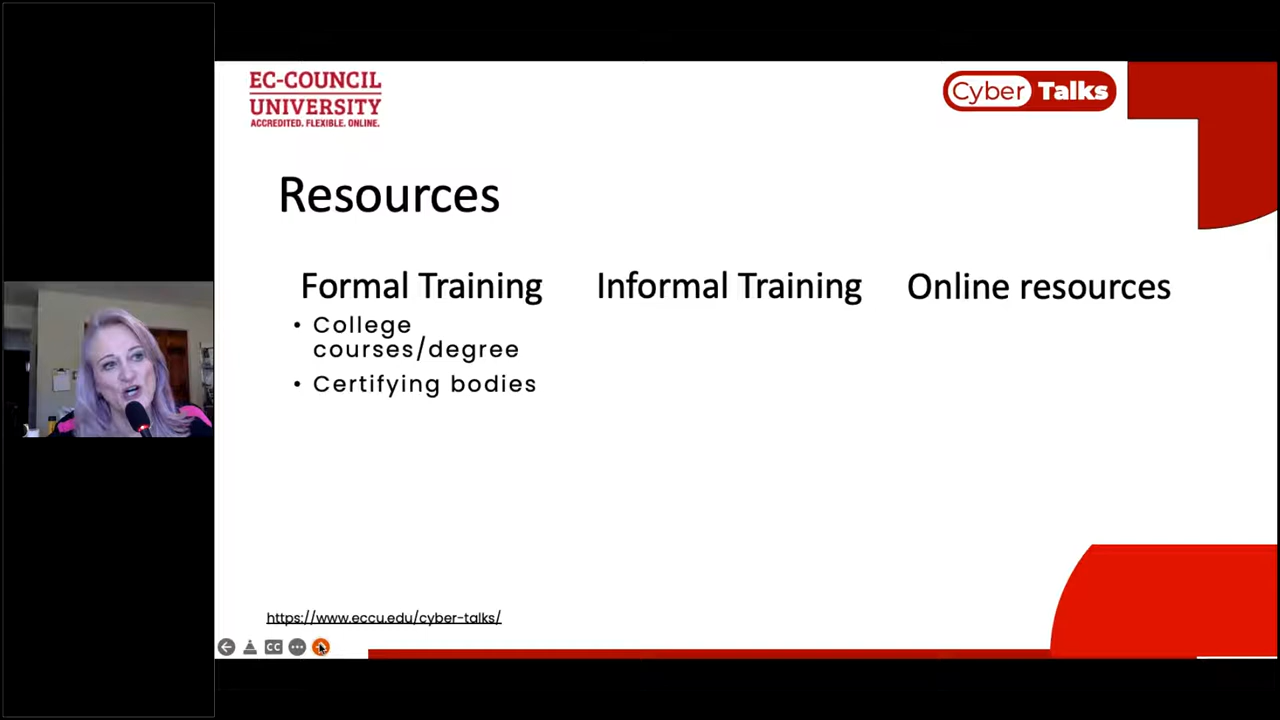 EC-COUNCIL
UNIVERSITY
ACCREDITED. FLEXIBLE. ONLINE.
Cyber Talks
Resources
Formal Training
• College
courses/degree
• Certifying bodies
Informal Training
Online resources
https://www.eccu.edu/cyber-talks/
CC